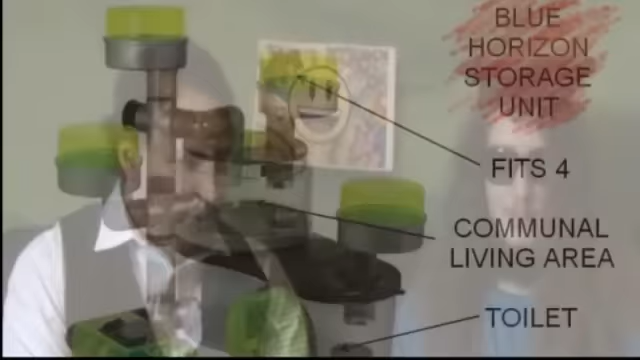 BLUE
HORIZON
STORAGE
UNIT
FITS 4
COMMUNAL
LIVING AREA
TOILET